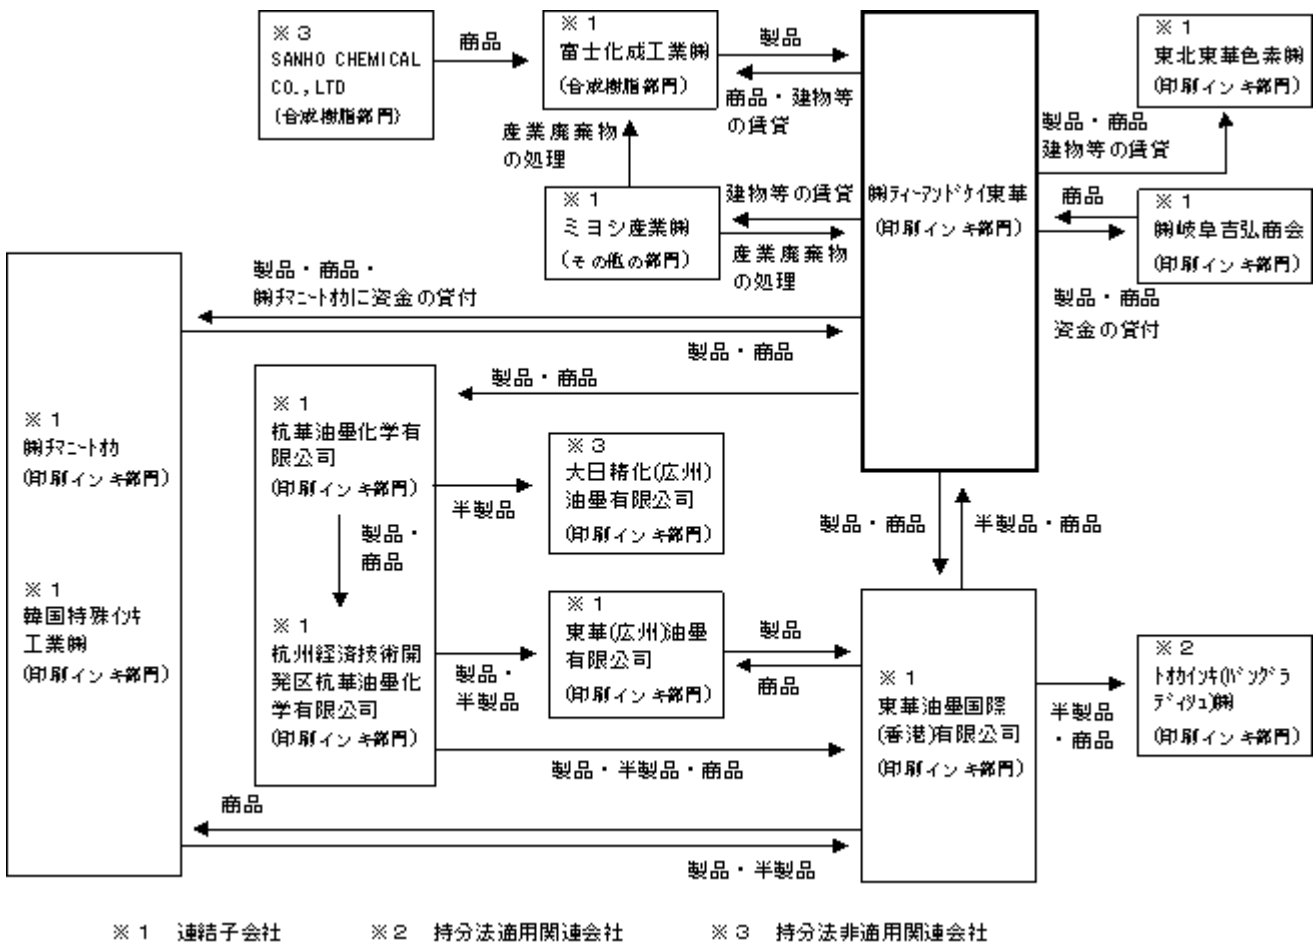 ※3
SANHO CHEMICAL
CO.,LTD
(合成樹脂部門)
商品
※1
富士化成工業㈱
(合成樹脂部門)
製品
商品・建物等
の賃貸
産業廃棄物
の処理
※1
ミヨシ産業㈱
(その他の部門)
建物等の賃貸
産業廃棄物
の処理
㈱ﾃｨｰｱﾝﾄﾞｹｲ東華
(印刷インキ部門)
※1
東北東華色素㈱
(印刷インキ部門)
製品・商品
建物等の賃貸
商品
※1
㈱岐阜吉弘商会
(印刷インキ部門)
製品・商品
資金の貸付
製品・商品・
㈱ﾁﾏﾆｰﾄｵｶに資金の貸付
製品・商品
製品・商品
※1
㈱ﾁﾏﾆｰﾄｵｶ
(印刷インキ部門)
※1
韓国特殊ｲﾝｷ
工業㈱
(印刷インキ部門)
※1
杭華油墨化学有
限公司
(印刷インキ部門)
半製品
製品・
商品
※3
大日精化(広州)
油墨有限公司
(印刷インキ部門)
製品・商品
半製品・商品
※1
杭州経済技術開
発区杭華油墨化
学有限公司
(印刷インキ部門)
製品・
半製品
※1
東華(広州)油墨
有限公司
(印刷インキ部門)
製品
商品
製品・半製品・商品
※1
東華油墨国際
(香港)有限公司
(印刷インキ部門)
半製品
・商品
※2
ﾄｵｶｲﾝｷ(ﾊﾞﾝｸﾞﾗ
ﾃﾞｨｼｭ)㈱
(印刷インキ部門)
商品
製品・半製品
※1 連結子会社 ※2 持分法適用関連会社 ※3 持分法非適用関連会社